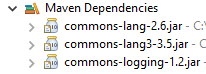 Maven Dependencies
commons-lang-2.6.jar - C:
commons-lang3-3.5.jar - C
commons-logging-1.2.jar -